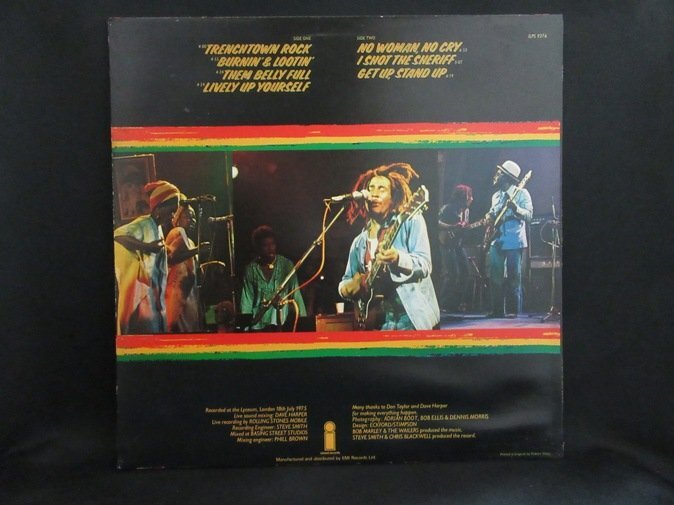 SIDE ONE
TRENCHTOWN ROCK
BURNIN' & LOOTIN'
THEM BELLY FULL
LIVELY UP YOURSELF
SIDE TWO
NO WOMAN, NO CRY.
I SHOT THE SHERIFF
GET UP, STAND UP.
ILPS 9376
Recorded at the Lyceum, London 18th July 1975
Live sound mixing: DAVE HARPER
Live recording by ROLLING STONES MOBILE
Recording Engineer: STEVE SMITH
Mixed at BASING STREET STUDIOS
Mixing engineer: PHILL BROWN
Many thanks to Don Taylor and Dave Harper
for making everything happen.
Photography: ADRIAN BOOT, BOB ELLIS & DENNIS MORRIS
Design: ECKFORD/STIMPSON
BOB MARLEY & THE WAILERS produced the music,
STEVE SMITH & CHRIS BLACKWELL produced the record.
Manufactured and distributed by EMI Records Ltd.